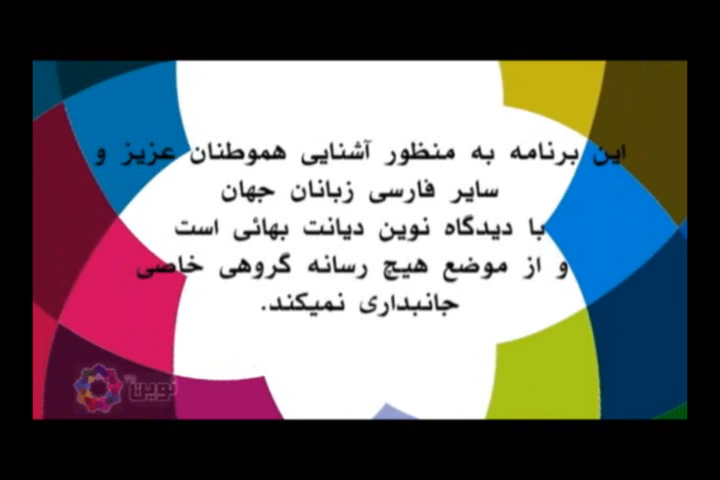 این برنامه به منظور آشنایی هموطنان عزیز و
سایر فارسی زبانان جهان
با دیدگاه نوین دیانت بهائی است
و از موضع هیچ رسانه گروهی خاصی
جانبداری نمیکند.
نوین